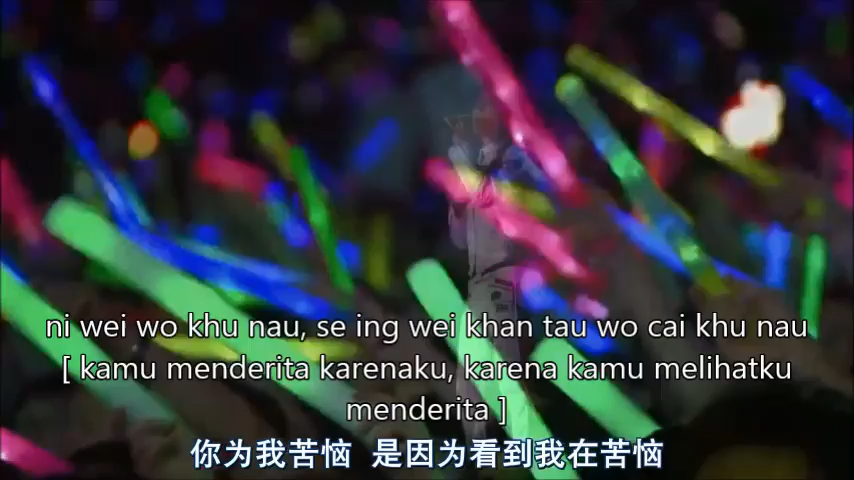 ni wei wo khu nau, se ing wei khan tau wo cai khu nau
[ kamu menderita karenaku, karena kamu melihatku
menderita ]
你为我苦恼 是因为看到我在苦恼